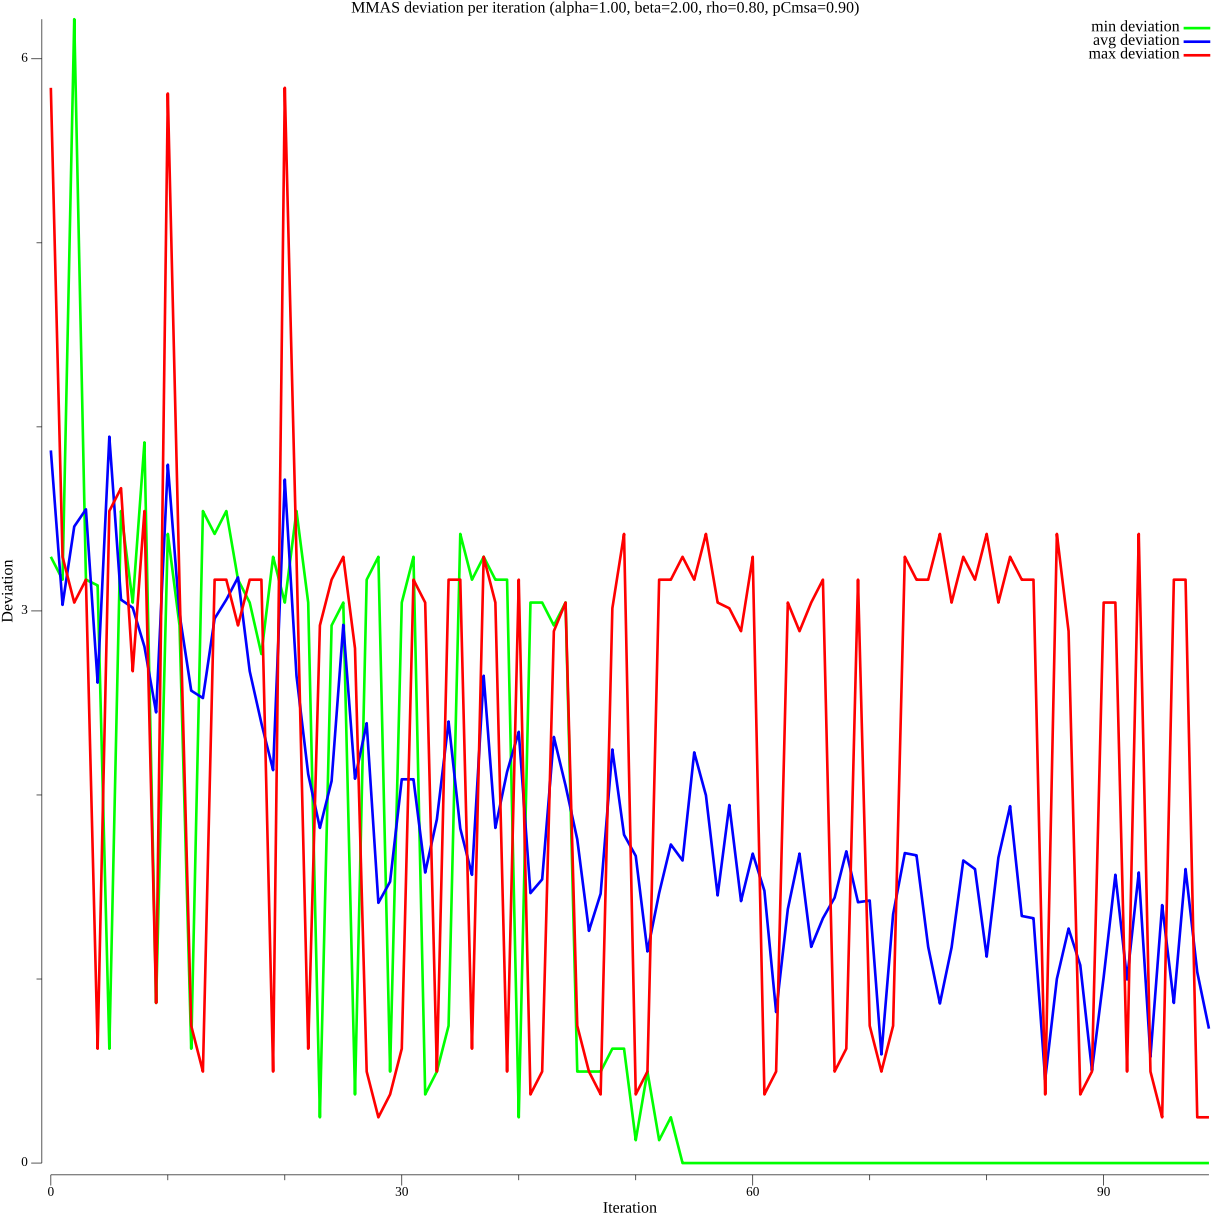 MMAS deviation per iteration (alpha=1.00, beta=2.00, rho=0.80, pCmsa=0.90)
min deviation
avg deviation
max deviation
6
3
0
Deviation
0
30
60
90
Iteration